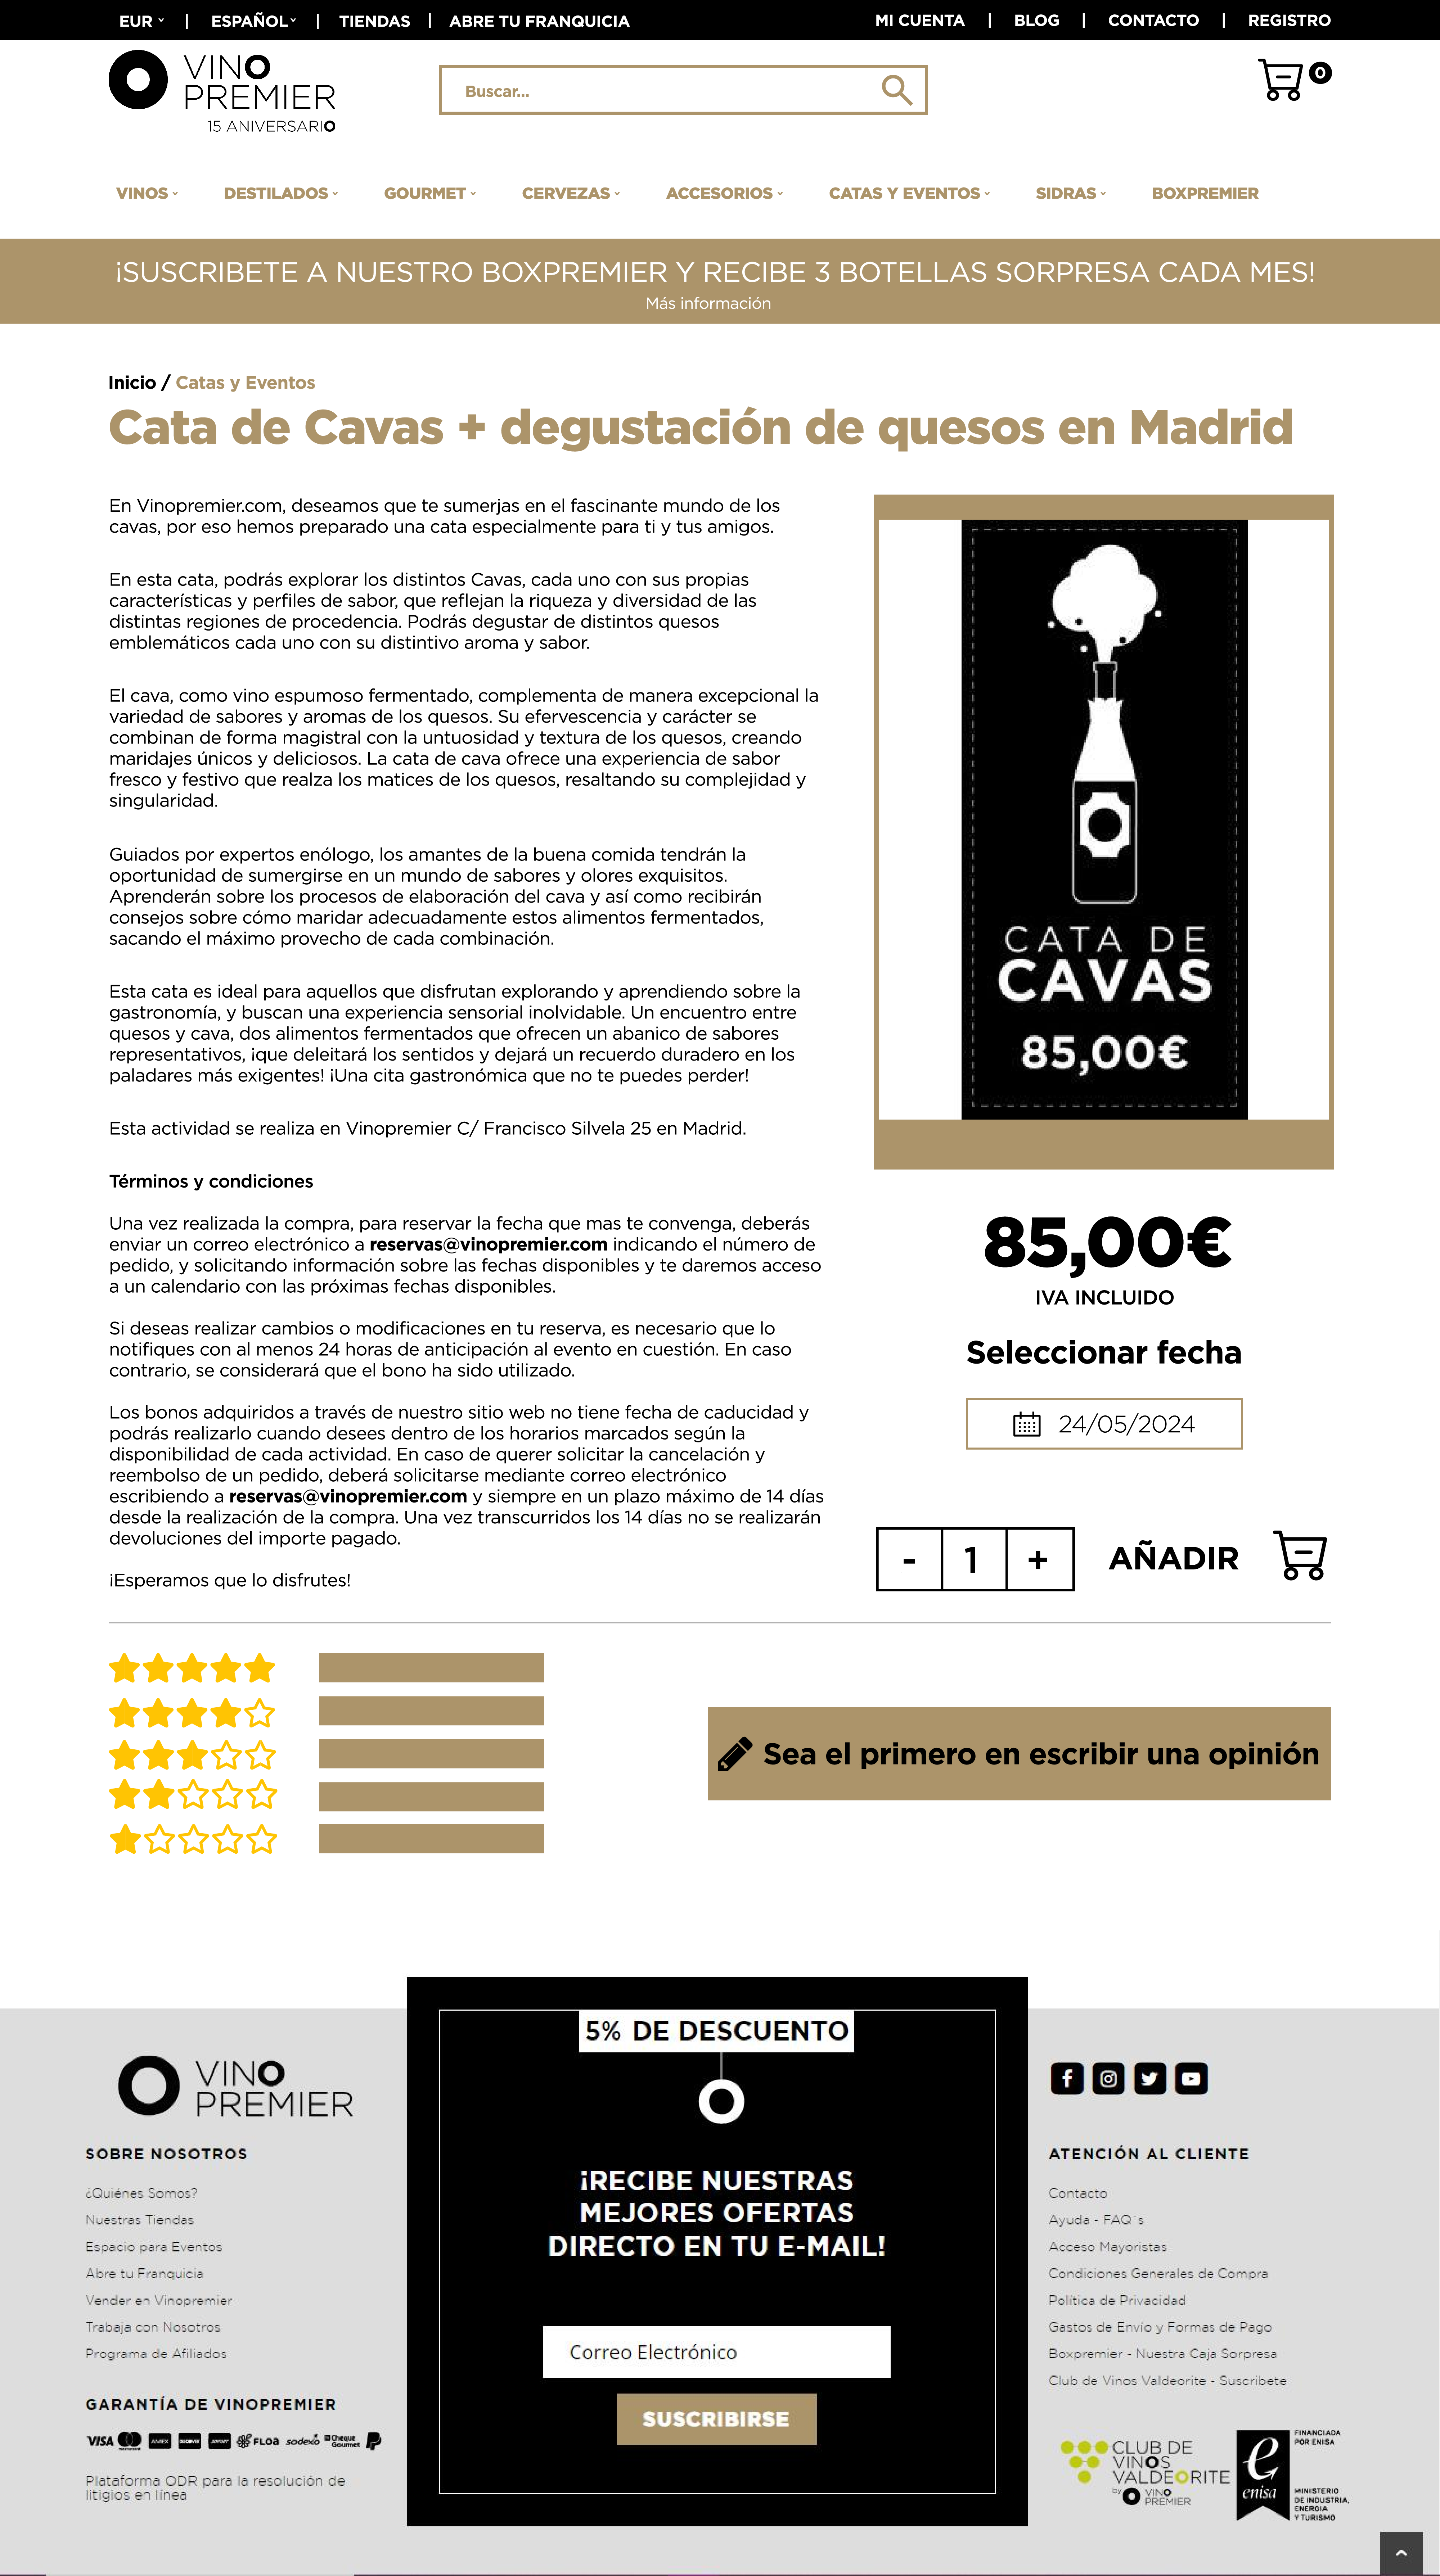 EUR | ESPAÑOL | TIENDAS | ABRE TU FRANQUICIA MI CUENTA | BLOG | CONTACTO | REGISTRO
VINO
PREMIER
15 ANIVERSARIO
Buscar...
0
VINOS DESTILADOS GOURMET CERVEZAS ACCESORIOS CATAS Y EVENTOS SIDRAS BOXPREMIER
¡SUSCRIBETE A NUESTRO BOXPREMIER Y RECIBE 3 BOTELLAS SORPRESA CADA MES!
Más información
Inicio / Catas y Eventos
Cata de Cavas + degustación de quesos en Madrid
En Vinopremier.com, deseamos que te sumerjas en el fascinante mundo de los
cavas, por eso hemos preparado una cata especialmente para ti y tus amigos.
En esta cata, podrás explorar los distintos Cavas, cada uno con sus propias
características y perfiles de sabor, que reflejan la riqueza y diversidad de las
distintas regiones de procedencia. Podrás degustar de distintos quesos
emblemáticos cada uno con su distintivo aroma y sabor.
El cava, como vino espumoso fermentado, complementa de manera excepcional la
variedad de sabores y aromas de los quesos. Su efervescencia y carácter se
combinan de forma magistral con la untuosidad y textura de los quesos, creando
maridajes únicos y deliciosos. La cata de cava ofrece una experiencia de sabor
fresco y festivo que realza los matices de los quesos, resaltando su complejidad y
singularidad.
Guiados por expertos enólogo, los amantes de la buena comida tendrán la
oportunidad de sumergirse en un mundo de sabores y olores exquisitos.
Aprenderán sobre los procesos de elaboración del cava y así como recibirán
consejos sobre cómo maridar adecuadamente estos alimentos fermentados,
sacando el máximo provecho de cada combinación.
Esta cata es ideal para aquellos que disfrutan explorando y aprendiendo sobre la
gastronomía, y buscan una experiencia sensorial inolvidable. Un encuentro entre
quesos y cava, dos alimentos fermentados que ofrecen un abanico de sabores
representativos, ¡que deleitará los sentidos y dejará un recuerdo duradero en los
paladares más exigentes! ¡Una cita gastronómica que no te puedes perder!
Esta actividad se realiza en Vinopremier C/ Francisco Silvela 25 en Madrid.
Términos y condiciones
Una vez realizada la compra, para reservar la fecha que mas te convenga, deberás
enviar un correo electrónico a reservas@vinopremier.com indicando el número de
pedido, y solicitando información sobre las fechas disponibles y te daremos acceso
a un calendario con las próximas fechas disponibles.
Si deseas realizar cambios o modificaciones en tu reserva, es necesario que lo
notifiques con al menos 24 horas de anticipación al evento en cuestión. En caso
contrario, se considerará que el bono ha sido utilizado.
Los bonos adquiridos a través de nuestro sitio web no tiene fecha de caducidad y
podrás realizarlo cuando desees dentro de los horarios marcados según la
disponibilidad de cada actividad. En caso de querer solicitar la cancelación y
reembolso de un pedido, deberá solicitarse mediante correo electrónico
escribiendo a reservas@vinopremier.com y siempre en un plazo máximo de 14 días
desde la realización de la compra. Una vez transcurridos los 14 días no se realizarán
devoluciones del importe pagado.
¡Esperamos que lo disfrutes!
CATA DE
CAVAS
85,00€
85,00€
IVA INCLUIDO
Seleccionar fecha
24/05/2024
- 1 + AÑADIR
Sea el primero en escribir una opinión
VINO
PREMIER
SOBRE NOSOTROS
¿Quiénes Somos?
Nuestras Tiendas
Espacio para Eventos
Abre tu Franquicia
Vender en Vinopremier
Trabaja con Nosotros
Programa de Afiliados
GARANTÍA DE VINOPREMIER
VISA FLOA sodexo Cheque Gourmet
Plataforma ODR para la resolución de
litigios en línea
5% DE DESCUENTO
¡RECIBE NUESTRAS
MEJORES OFERTAS
DIRECTO EN TU E-MAIL!
Correo Electrónico
SUSCRIBIRSE
ATENCIÓN AL CLIENTE
Contacto
Ayuda - FAQ´s
Acceso Mayoristas
Condiciones Generales de Compra
Política de Privacidad
Gastos de Envío y Formas de Pago
Boxpremier - Nuestra Caja Sorpresa
Club de Vinos Valdeorite - Suscribete
CLUB DE
VINOS
VALDEORITE
by VINO
PREMIER
e
enisa
FINANCIADA
POR ENISA
MINISTERIO
DE INDUSTRIA,
ENERGIA
Y TURISMO